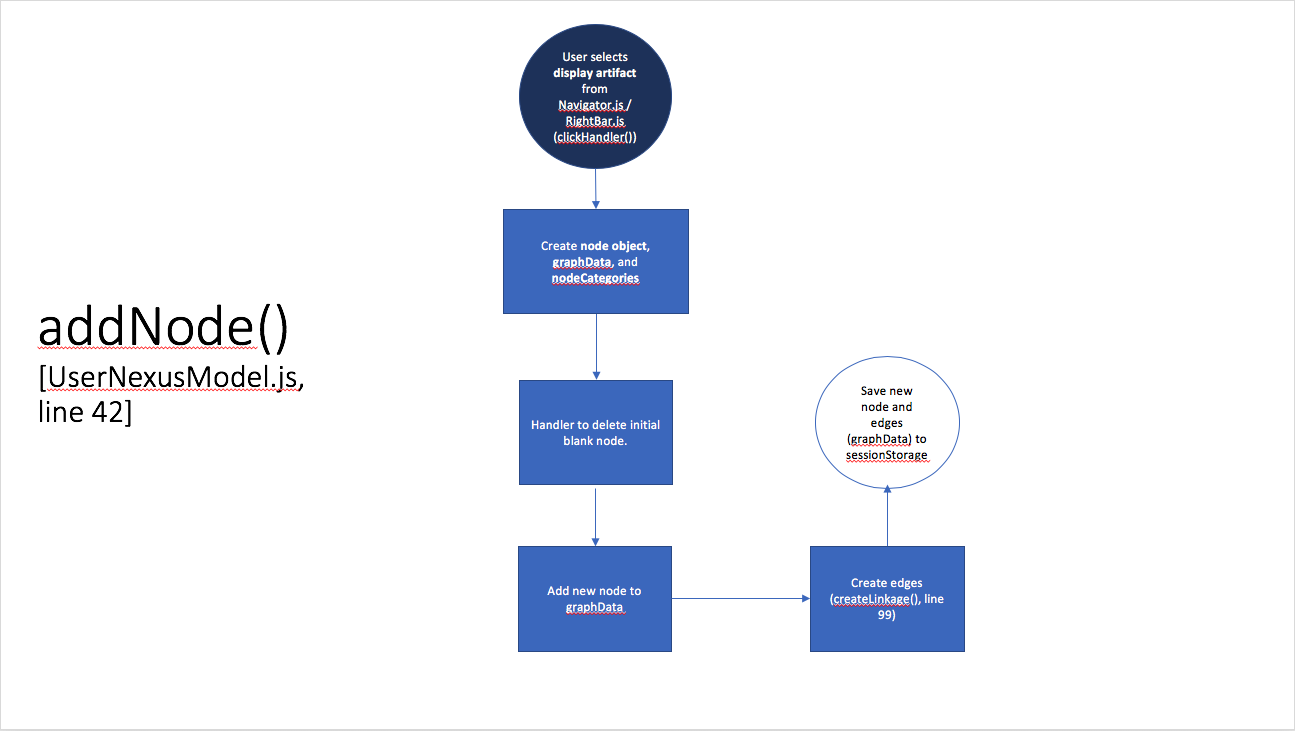 User selects
display artifact
from
Navigator.js /
RightBar.js
(clickHandler())
Create node object,
graphData, and
nodeCategories
addNode()
[UserNexusModel.js,
line 42]
Handler to delete initial
blank node.
Save new
node and
edges
(graphData) to
sessionStorage
Add new node to
graphData
Create edges
(createLinkage(), line
99)